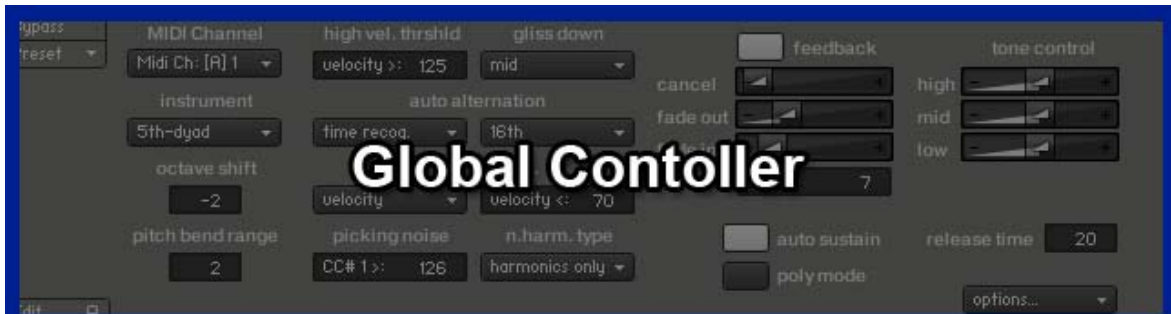 MIDI Channel high vel. thrshld gliss down
feedback tone control
Preset Midi Ch: [A] 1 velocity >: 125 mid
cancel - + high - +
instrument auto alternation
fade out - mid - +
5th-dyad time recog. 16th
low - +
Global Contoller
octave shift
7
-2 velocity velocity <: 70
pitch bend range picking noise n.harm. type auto sustain release time 20
2 CC# 1 >: 126 harmonics only
poly mode
options...